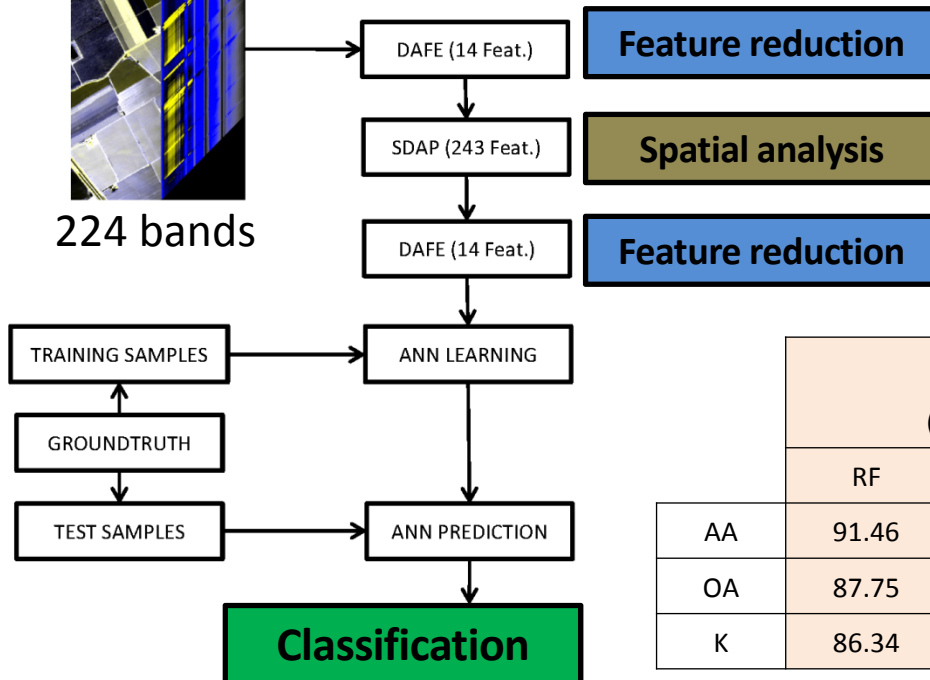 DAFE (14 Feat.)
Feature reduction
SDAP (243 Feat.)
Spatial analysis
224 bands
DAFE (14 Feat.)
Feature reduction
TRAINING SAMPLES
ANN LEARNING
GROUNDTRUTH
TEST SAMPLES
ANN PREDICTION
Classification
(
RF
AA 91.46
OA 87.75
K 86.34